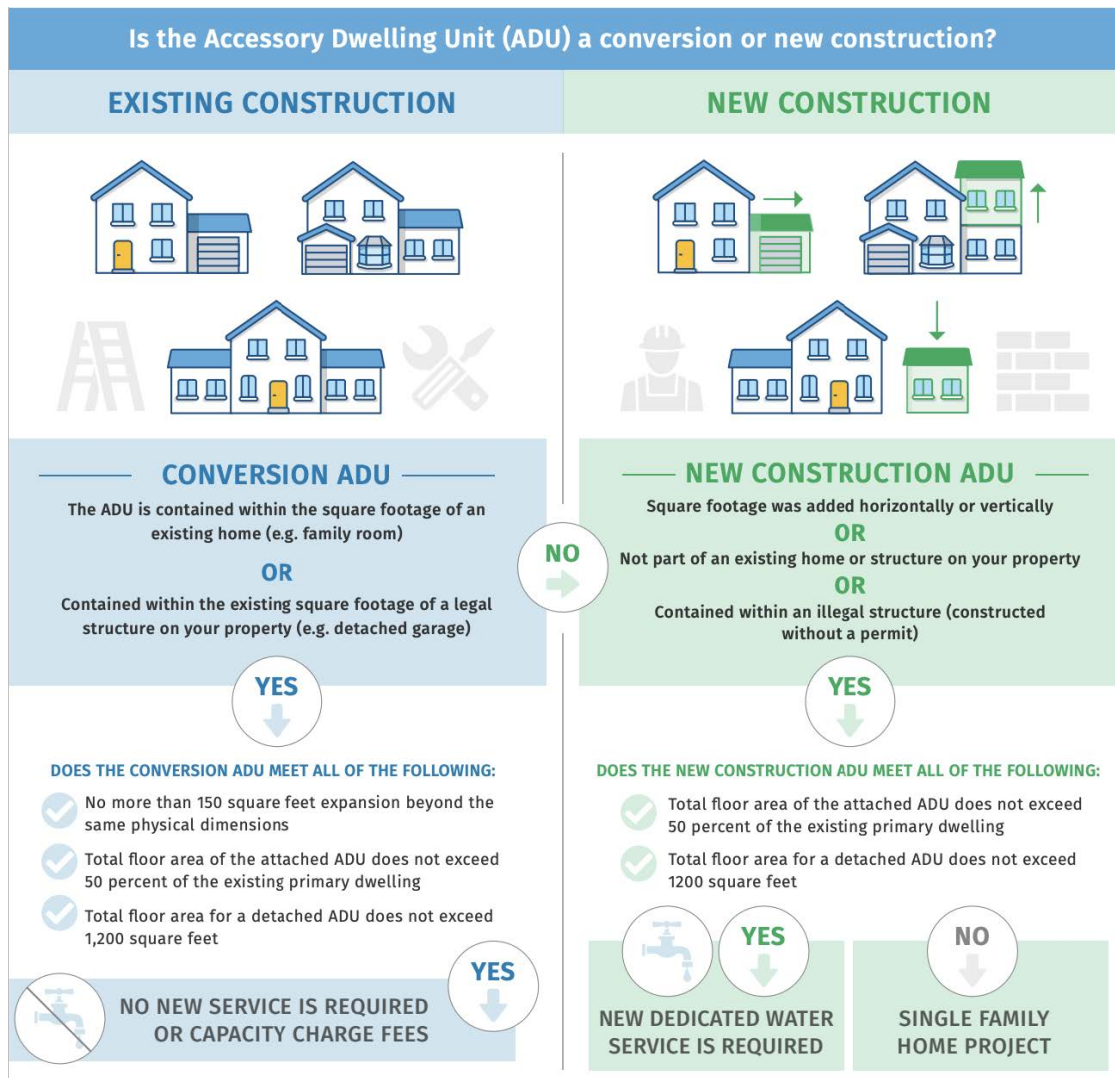 Is the Accessory Dwelling Unit (ADU) a conversion or new construction?
EXISTING CONSTRUCTION
NEW CONSTRUCTION
CONVERSION ADU
The ADU is contained within the square footage of an
existing home (e.g. family room)
OR
Contained within the existing square footage of a legal
structure on your property (e.g. detached garage)
NO
NEW CONSTRUCTION ADU
Square footage was added horizontally or vertically
OR
Not part of an existing home or structure on your property
OR
Contained within an illegal structure (constructed
without a permit)
YES
DOES THE CONVERSION ADU MEET ALL OF THE FOLLOWING:
No more than 150 square feet expansion beyond the
same physical dimensions
Total floor area of the attached ADU does not exceed
50 percent of the existing primary dwelling
Total floor area for a detached ADU does not exceed
1,200 square feet
YES
NO NEW SERVICE IS REQUIRED
OR CAPACITY CHARGE FEES
YES
DOES THE NEW CONSTRUCTION ADU MEET ALL OF THE FOLLOWING:
Total floor area of the attached ADU does not exceed
50 percent of the existing primary dwelling
Total floor area for a detached ADU does not exceed
1200 square feet
YES
NEW DEDICATED WATER
SERVICE IS REQUIRED
NO
SINGLE FAMILY
HOME PROJECT